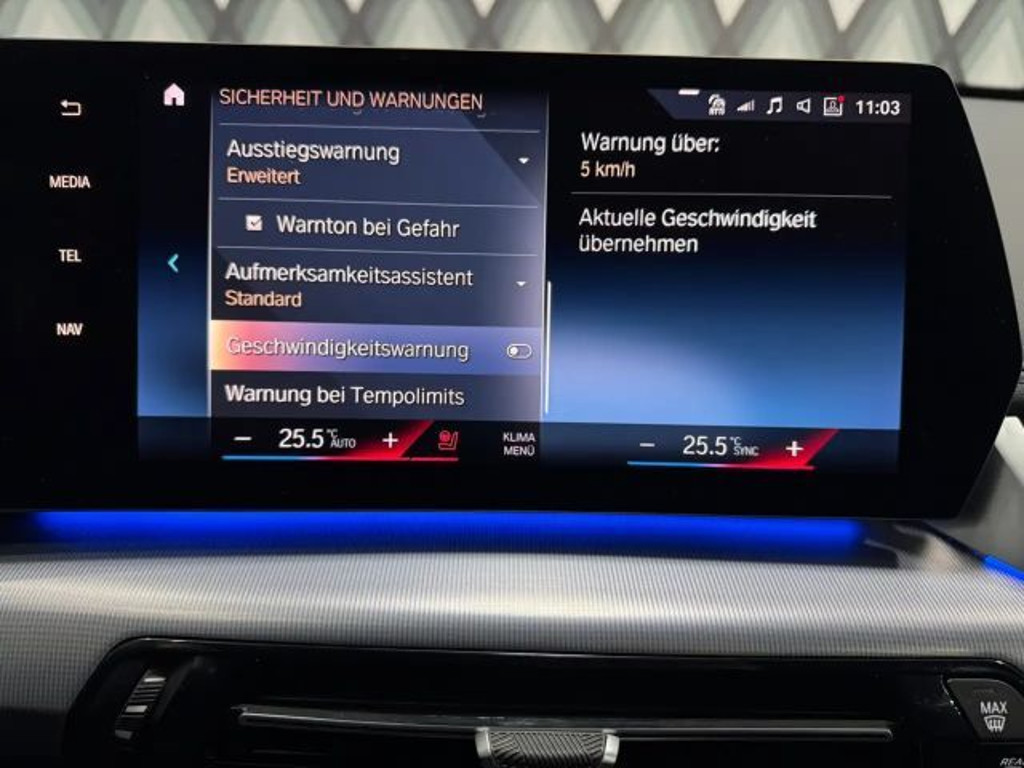 SICHERHEIT UND WARNUNGEN
11:03
MEDIA
TEL
NAV
Ausstiegswarnung
Erweitert
Warnton bei Gefahr
Aufmerksamkeitsassistent
Standard
Geschwindigkeitswarnung
Warnung bei Tempolimits
Warnung über:
5 km/h
Aktuelle Geschwindigkeit
übernehmen
− 25.5 °C AUTO +
KLIMA
MENÜ
− 25.5 °C SYNC +
MAX
REAR